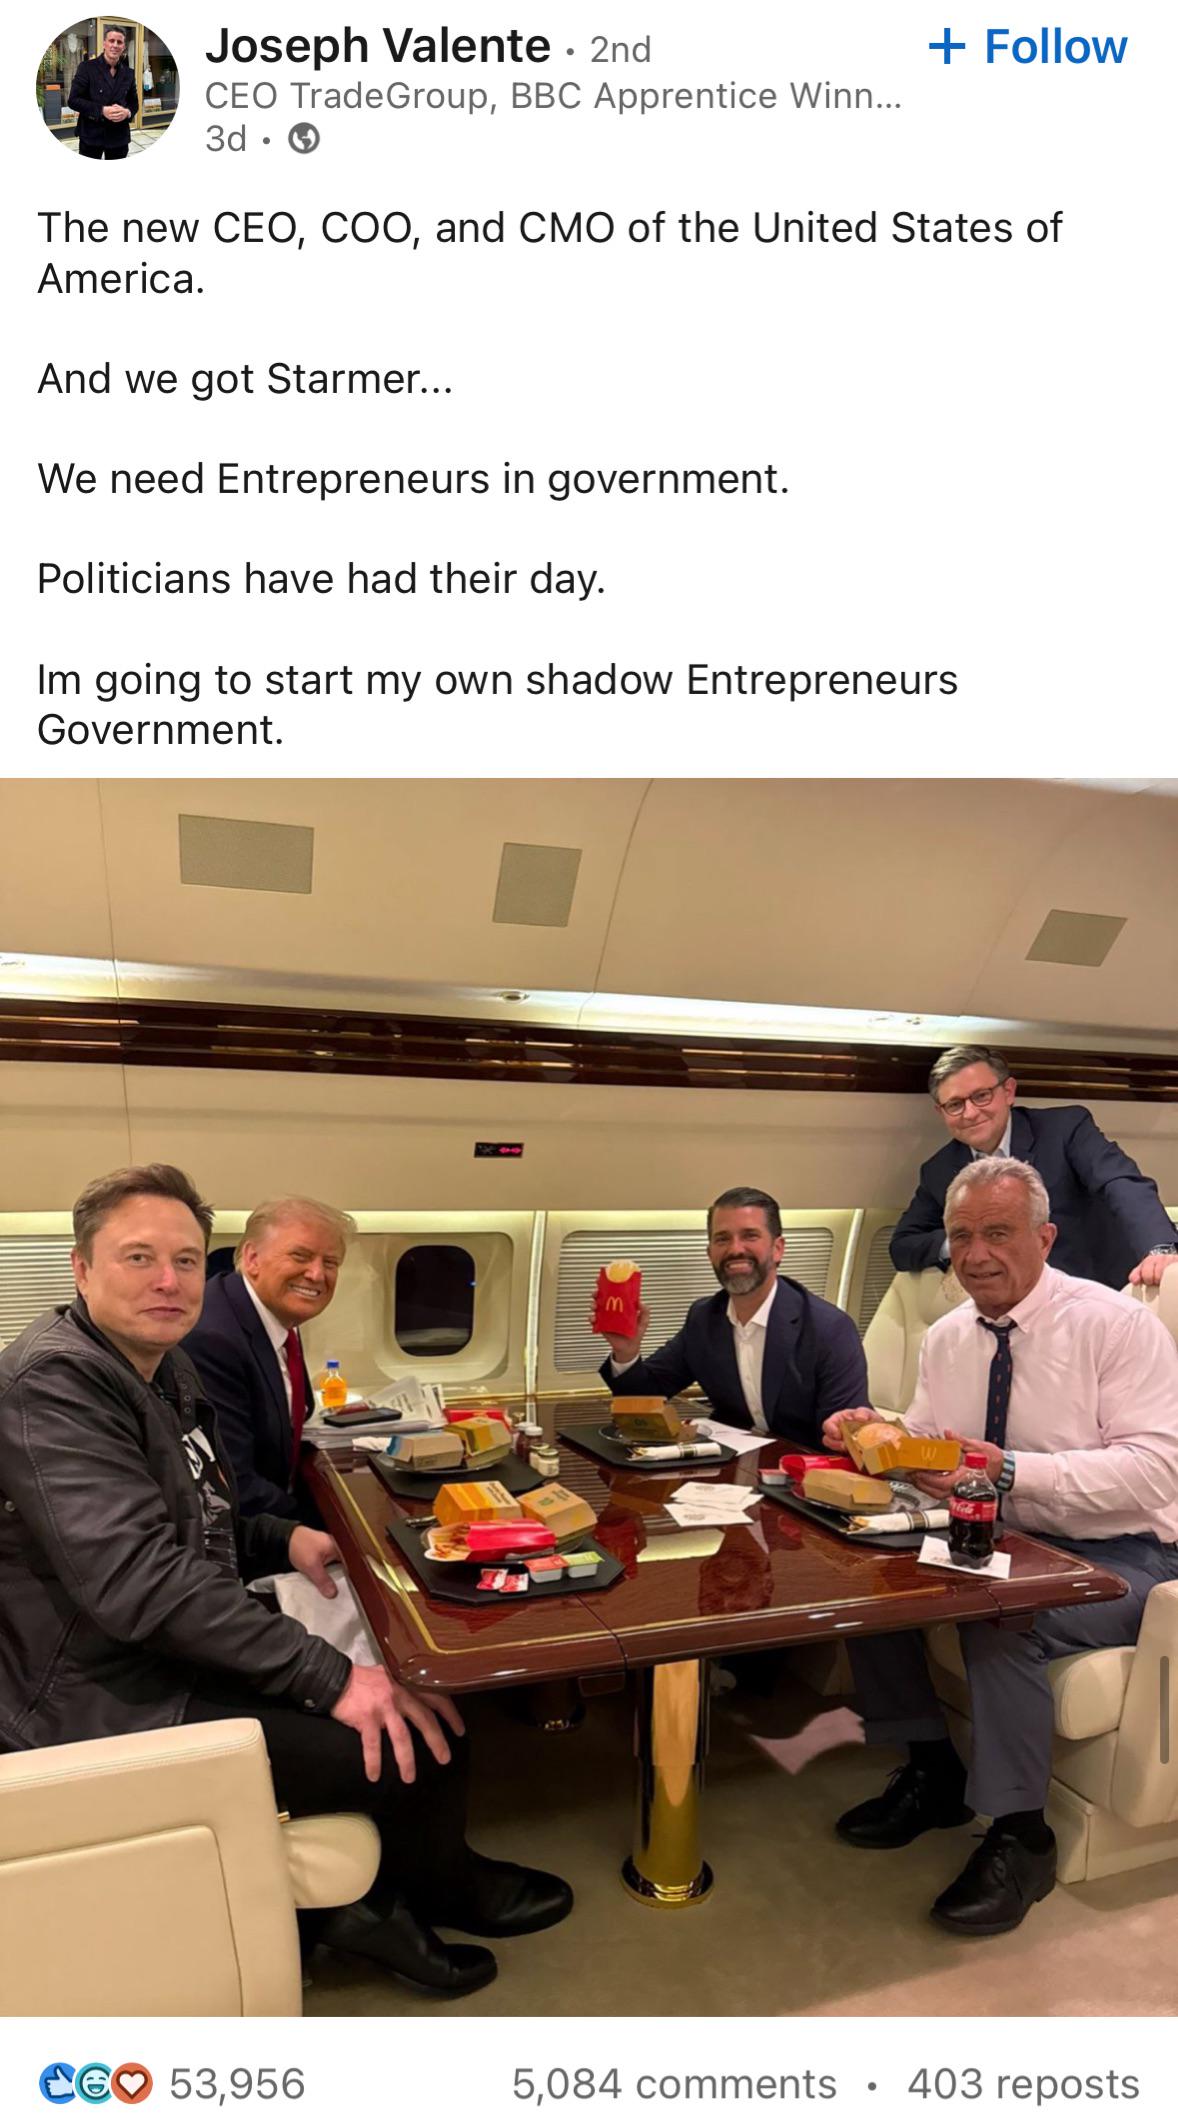 Joseph Valente · 2nd
+ Follow
CEO TradeGroup, BBC Apprentice Winn...
3d ·
The new CEO, COO, and CMO of the United States of
America.
And we got Starmer...
We need Entrepreneurs in government.
Politicians have had their day.
Im going to start my own shadow Entrepreneurs
Government.
53,956
5,084 comments · 403 reposts